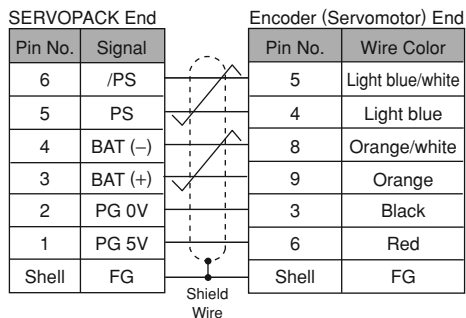 SERVOPACK End Encoder (Servomotor) End
Pin No. Signal Pin No. Wire Color
6 /PS 5 Light blue/white
5 PS 4 Light blue
4 BAT (−) 8 Orange/white
3 BAT (+) 9 Orange
2 PG 0V 3 Black
1 PG 5V 6 Red
Shell FG Shell FG
Shield
Wire